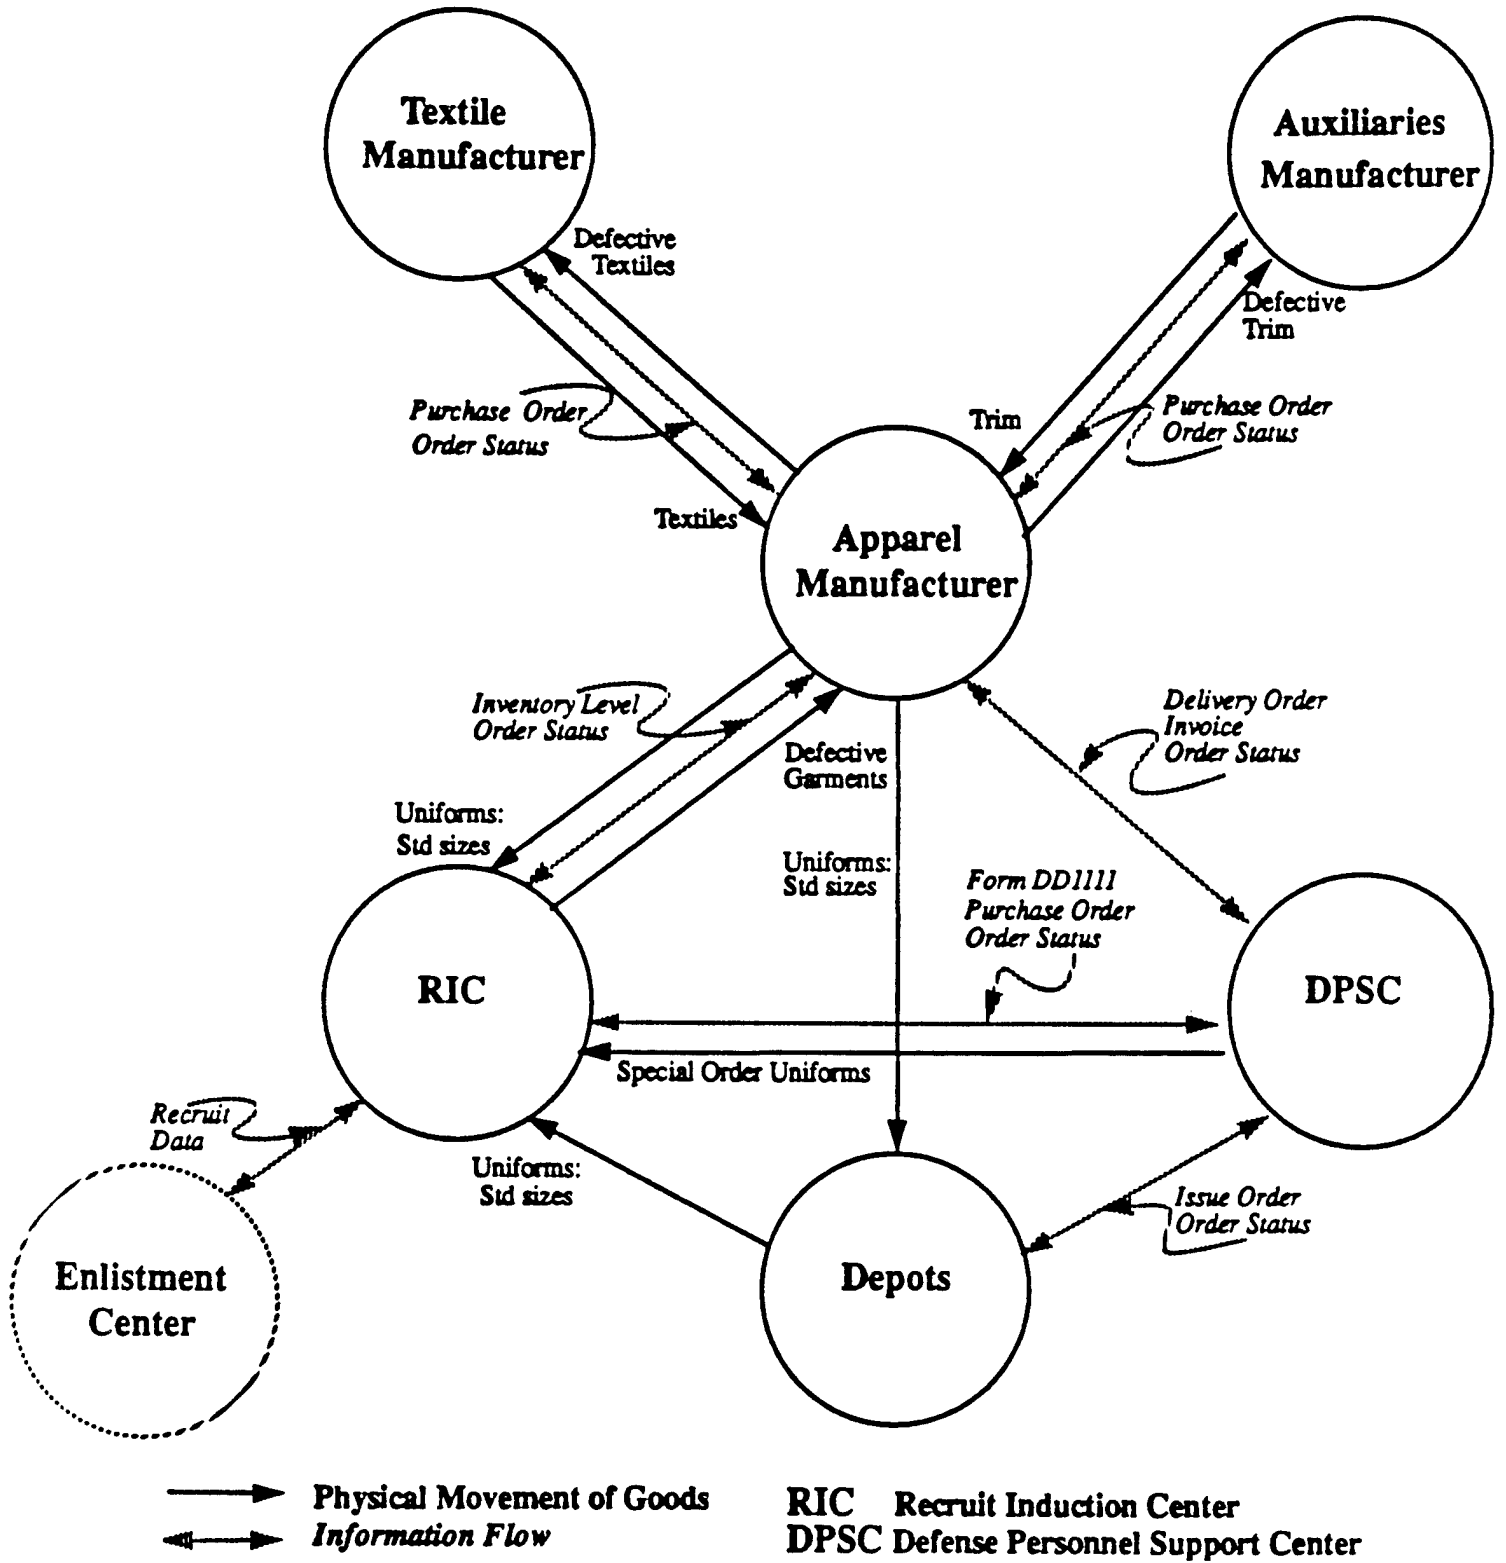 Textile
Manufacturer
Auxiliaries
Manufacturer
Defective
Textiles
Defective
Trim
Purchase Order
Order Status
Trim
Purchase Order
Order Status
Textiles
Apparel
Manufacturer
Inventory Level
Order Status
Defective
Garments
Delivery Order
Invoice
Order Status
Uniforms:
Std sizes
Uniforms:
Std sizes
Form DD1111
Purchase Order
Order Status
RIC
DPSC
Special Order Uniforms
Recruit
Data
Uniforms:
Std sizes
Issue Order
Order Status
Enlistment
Center
Depots
Physical Movement of Goods
Information Flow
RIC Recruit Induction Center
DPSC Defense Personnel Support Center